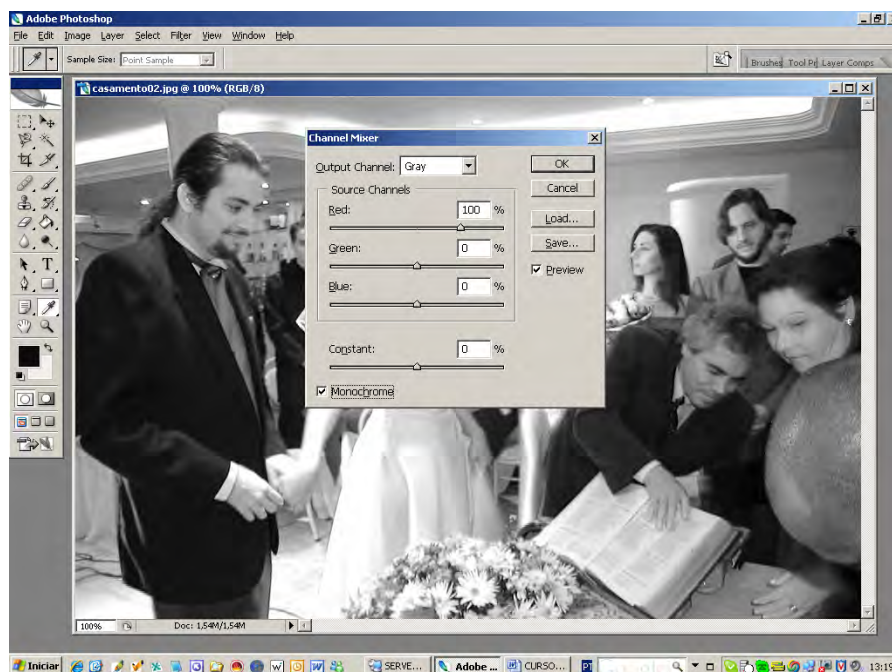 Adobe Photoshop
File Edit Image Layer Select Filter View Window Help
Sample Size: Point Sample
Brushes Tool Pr Layer Comps
casamento02.jpg @ 100% (RGB/8)
Channel Mixer
Output Channel: Gray
OK
Source Channels
Cancel
Red: 100 %
Load...
Green: 0 %
Save...
Preview
Blue: 0 %
Constant: 0 %
Monochrome
100% Doc: 1,54M/1,54M
Iniciar SERVE... Adobe ... CURSO... PT